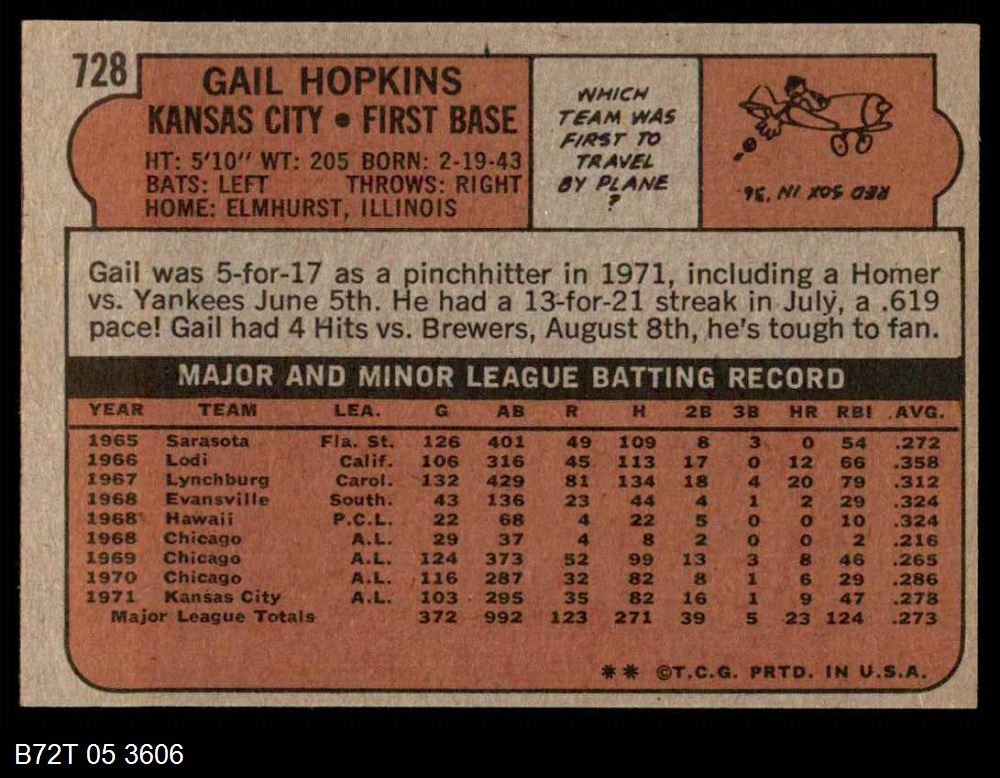 728
GAIL HOPKINS
KANSAS CITY • FIRST BASE
HT: 5'10" WT: 205 BORN: 2-19-43
BATS: LEFT THROWS: RIGHT
HOME: ELMHURST, ILLINOIS
WHICH
TEAM WAS
FIRST TO
TRAVEL
BY PLANE
?
RED SOX IN '36
Gail was 5-for-17 as a pinchhitter in 1971, including a Homer
vs. Yankees June 5th. He had a 13-for-21 streak in July, a .619
pace! Gail had 4 Hits vs. Brewers, August 8th, he's tough to fan.
MAJOR AND MINOR LEAGUE BATTING RECORD
YEAR TEAM LEA. G AB R H 2B 3B HR RBI AVG.
1965 Sarasota Fla. St. 126 401 49 109 8 3 0 54 .272
1966 Lodi Calif. 106 316 45 113 17 0 12 66 .358
1967 Lynchburg Carol. 132 429 81 134 18 4 20 79 .312
1968 Evansville South. 43 136 23 44 4 1 2 29 .324
1968 Hawaii P.C.L. 22 68 4 22 5 0 0 10 .324
1968 Chicago A.L. 29 37 4 8 2 0 0 2 .216
1969 Chicago A.L. 124 373 52 99 13 3 8 46 .265
1970 Chicago A.L. 116 287 32 82 8 1 6 29 .286
1971 Kansas City A.L. 103 295 35 82 16 1 9 47 .278
Major League Totals 372 992 123 271 39 5 23 124 .273
** ©T.C.G. PRTD. IN U.S.A.
B72T 05 3606